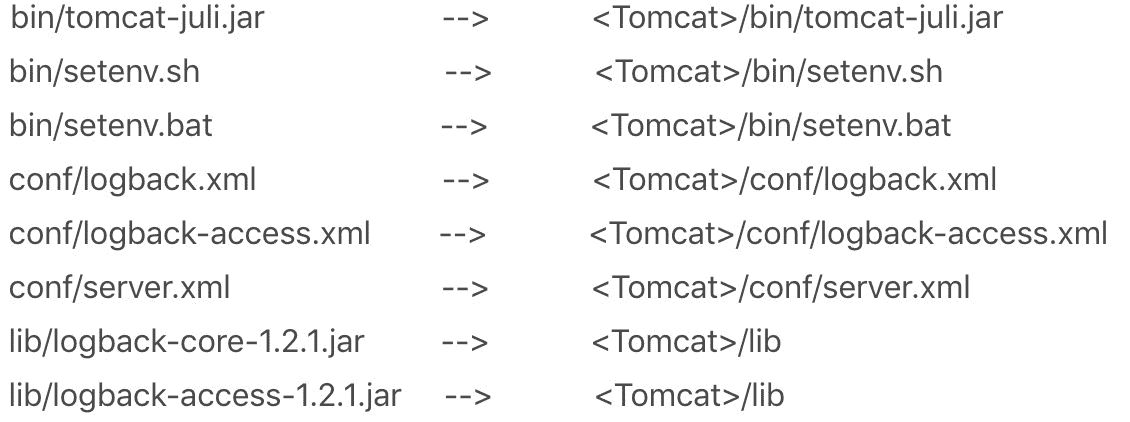 bin/tomcat-juli.jar --> <Tomcat>/bin/tomcat-juli.jar
bin/setenv.sh --> <Tomcat>/bin/setenv.sh
bin/setenv.bat --> <Tomcat>/bin/setenv.bat
conf/logback.xml --> <Tomcat>/conf/logback.xml
conf/logback-access.xml --> <Tomcat>/conf/logback-access.xml
conf/server.xml --> <Tomcat>/conf/server.xml
lib/logback-core-1.2.1.jar --> <Tomcat>/lib
lib/logback-access-1.2.1.jar --> <Tomcat>/lib